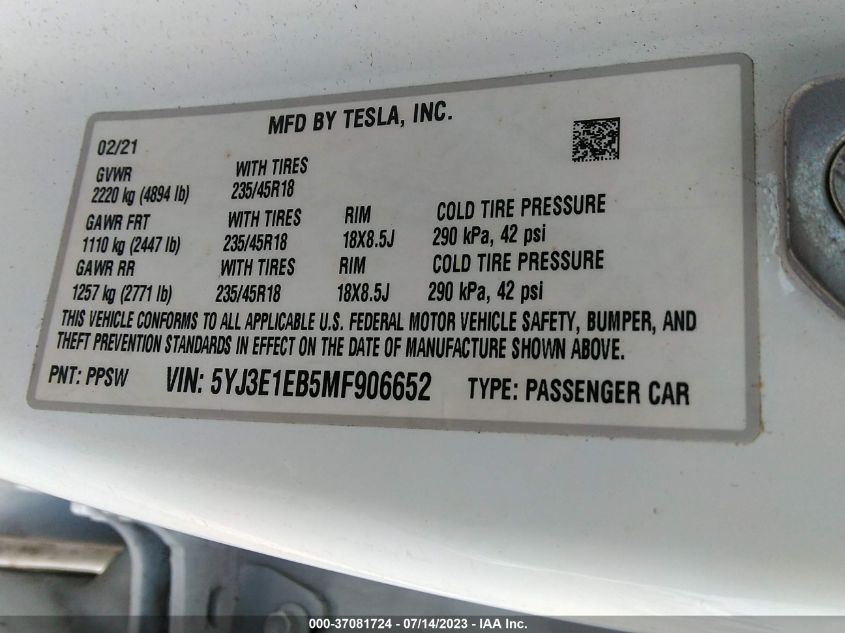 MFD BY TESLA, INC.
02/21
GVWR WITH TIRES
2220 kg (4894 lb) 235/45R18
GAWR FRT WITH TIRES RIM COLD TIRE PRESSURE
1110 kg (2447 lb) 235/45R18 18X8.5J 290 kPa, 42 psi
GAWR RR WITH TIRES RIM COLD TIRE PRESSURE
1257 kg (2771 lb) 235/45R18 18X8.5J 290 kPa, 42 psi
THIS VEHICLE CONFORMS TO ALL APPLICABLE U.S. FEDERAL MOTOR VEHICLE SAFETY, BUMPER, AND
THEFT PREVENTION STANDARDS IN EFFECT ON THE DATE OF MANUFACTURE SHOWN ABOVE.
PNT: PPSW VIN: 5YJ3E1EB5MF906652 TYPE: PASSENGER CAR
000-37081724 - 07/14/2023 - IAA Inc.